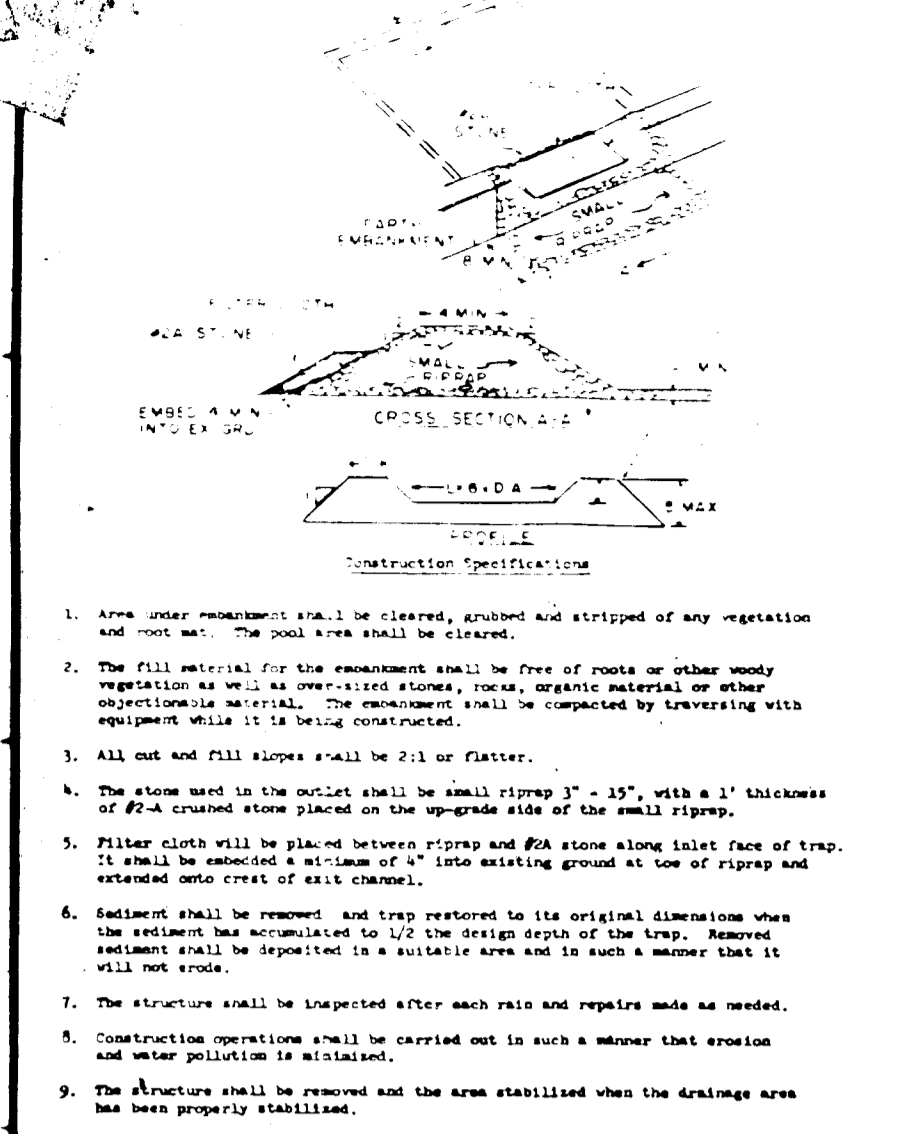 STONE
EARTH
EMBANKMENT
SMALL
RIPRAP
8 MIN
4 MIN
#2A STONE
SMALL
RIPRAP
MIN
EMBED 4 MIN
INTO EX GRD
CROSS SECTION A-A
L=6xDA
MAX
PROFILE
Construction Specifications
1. Area under embankment shall be cleared, grubbed and stripped of any vegetation
and root mat. The pool area shall be cleared.
2. The fill material for the embankment shall be free of roots or other woody
vegetation as well as over-sized stones, rocks, organic material or other
objectionable material. The embankment shall be compacted by traversing with
equipment while it is being constructed.
3. All cut and fill slopes shall be 2:1 or flatter.
4. The stone used in the outlet shall be small riprap 3" - 15", with a 1' thickness
of #2-A crushed stone placed on the up-grade side of the small riprap.
5. Filter cloth will be placed between riprap and #2A stone along inlet face of trap.
It shall be embedded a minimum of 4" into existing ground at toe of riprap and
extended onto crest of exit channel.
6. Sediment shall be removed and trap restored to its original dimensions when
the sediment has accumulated to 1/2 the design depth of the trap. Removed
sediment shall be deposited in a suitable area and in such a manner that it
will not erode.
7. The structure shall be inspected after each rain and repairs made as needed.
8. Construction operations shall be carried out in such a manner that erosion
and water pollution is minimized.
9. The structure shall be removed and the area stabilized when the drainage area
has been properly stabilized.